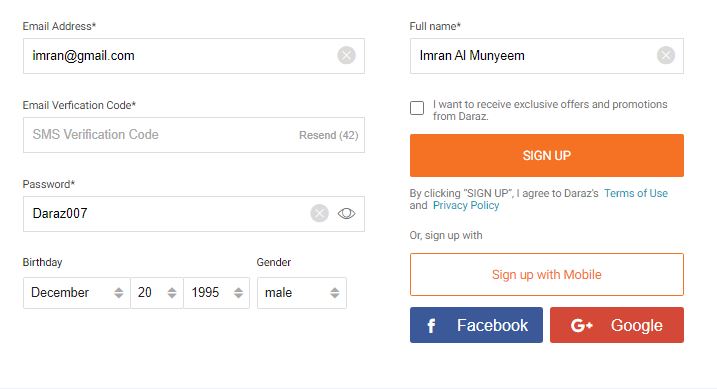 Email Address*
imran@gmail.com
Email Verfication Code*
SMS Verification Code Resend (42)
Password*
Daraz007
Birthday Gender
December 20 1995 male
Full name*
Imran Al Munyeem
I want to receive exclusive offers and promotions
from Daraz.
SIGN UP
By clicking “SIGN UP”, I agree to Daraz's Terms of Use
and Privacy Policy
Or, sign up with
Sign up with Mobile
f Facebook G+ Google